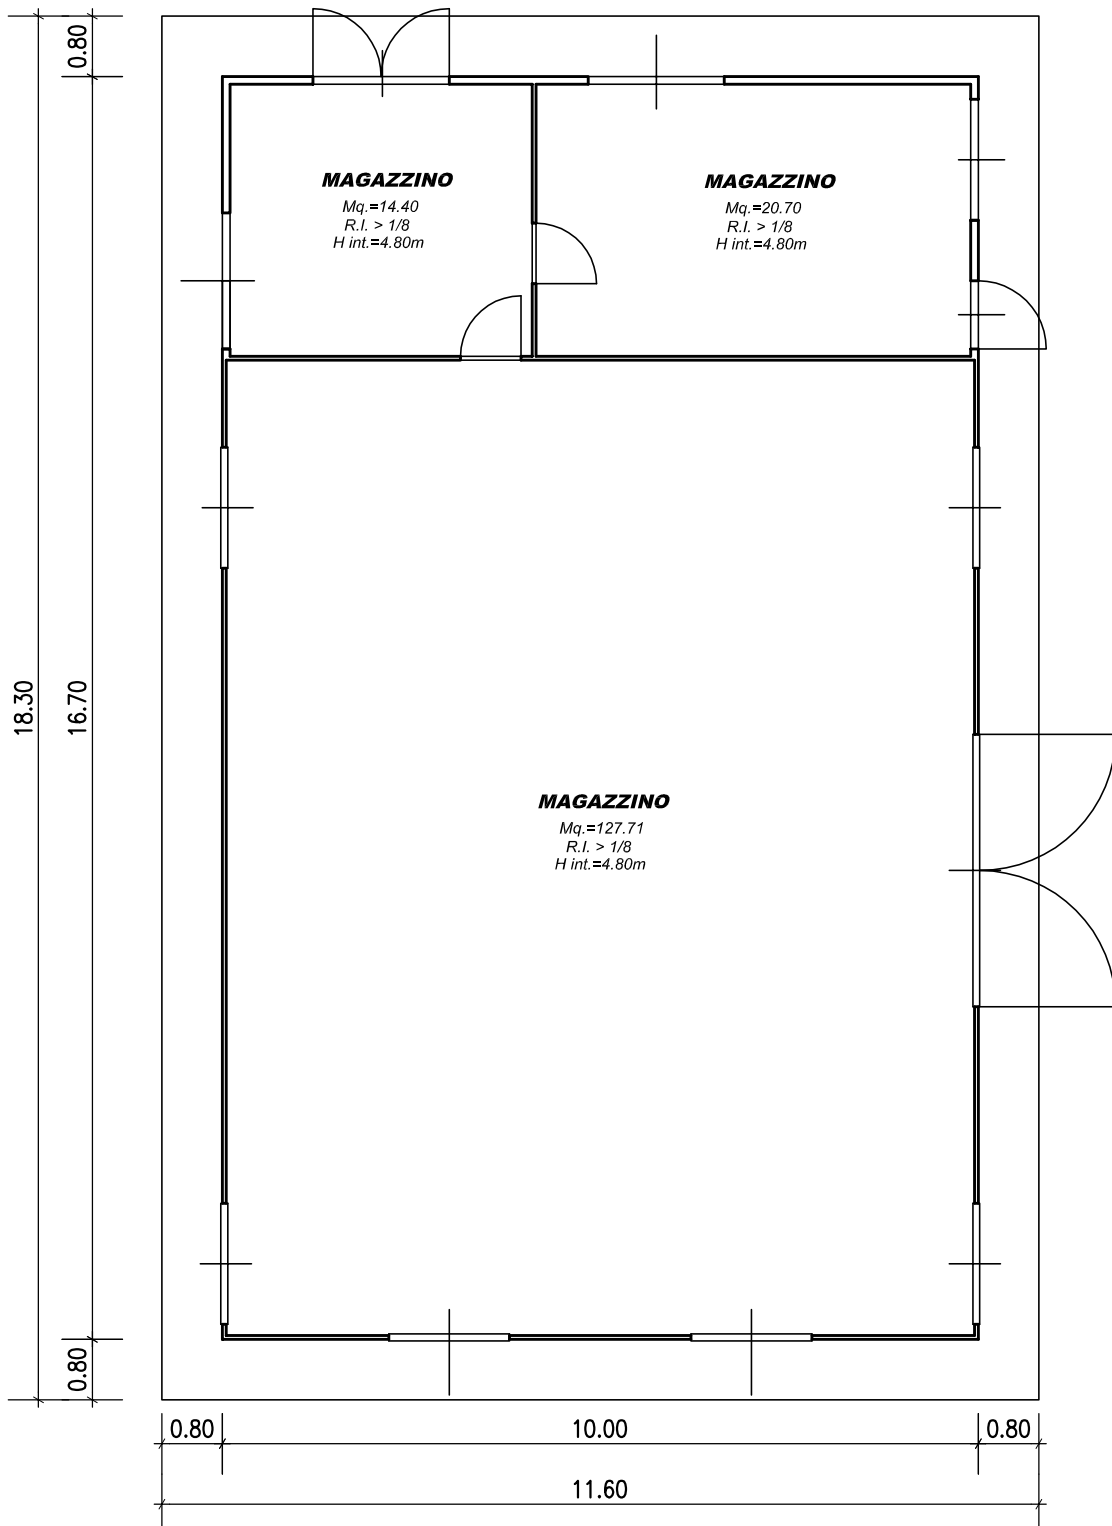 0.80
MAGAZZINO
Mq.=14.40
R.I. > 1/8
H int.=4.80m
MAGAZZINO
Mq.=20.70
R.I. > 1/8
H int.=4.80m
18.30
16.70
MAGAZZINO
Mq.=127.71
R.I. > 1/8
H int.=4.80m
0.80
0.80
10.00
0.80
11.60